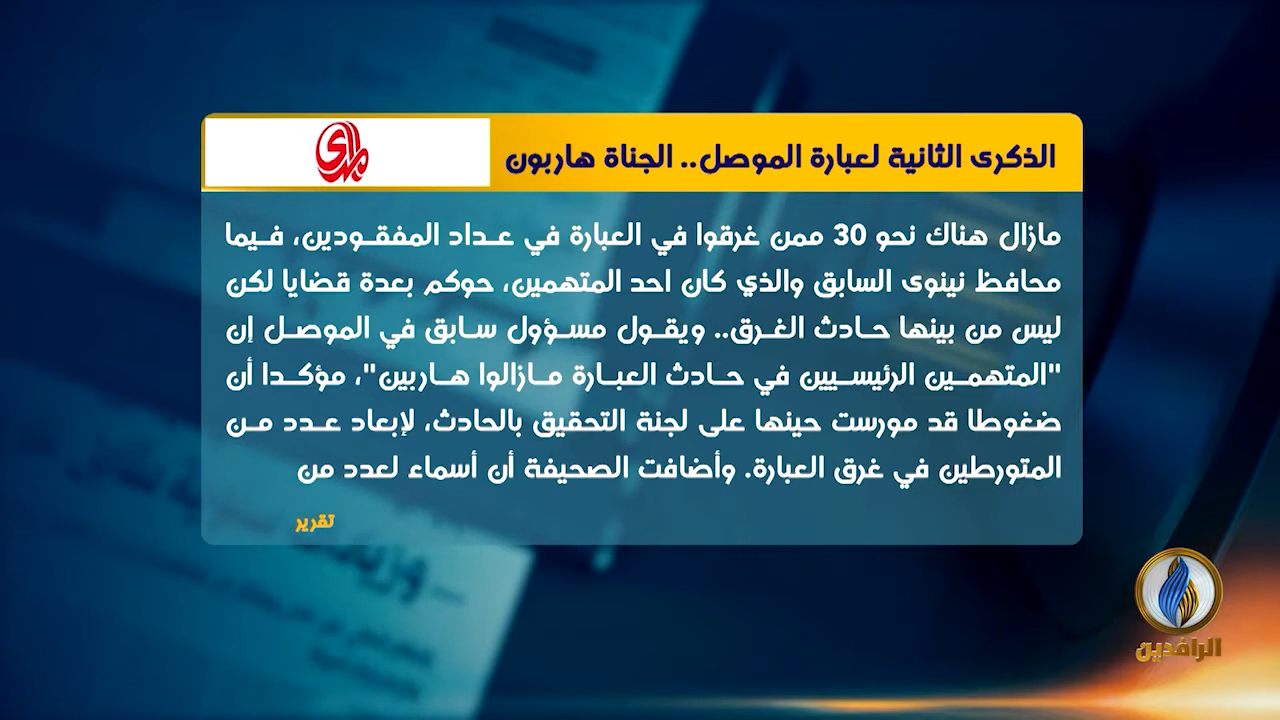 الذكرى الثانية لعبارة الموصل.. الجناة هاربون
المدى
مازال هناك نحو 30 ممن غرقوا في العبارة في عداد المفقودين، فيما
محافظ نينوى السابق والذي كان احد المتهمين، حوكم بعدة قضايا لكن
ليس من بينها حادث الغرق.. ويقول مسؤول سابق في الموصل إن
"المتهمين الرئيسيين في حادث العبارة مازالوا هاربين"، مؤكدا أن
ضغوطا قد مورست حينها على لجنة التحقيق بالحادث، لإبعاد عدد من
المتورطين في غرق العبارة. وأضافت الصحيفة أن أسماء لعدد من
تقرير
الرافدين